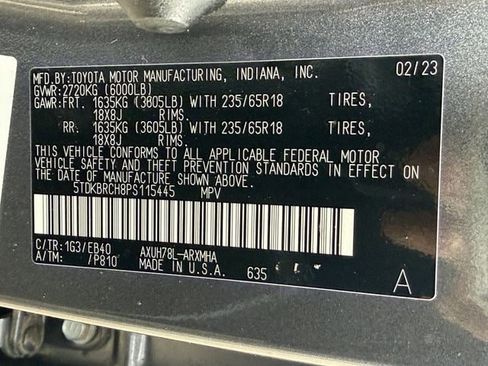 MFD.BY:TOYOTA MOTOR MANUFACTURING, INDIANA, INC. 02/23
GVWR:2720KG (6000LB)
GAWR:FRT. 1635KG (3805LB) WITH 235/65R18 TIRES,
18X8J RIMS.
RR. 1635KG (3605LB) WITH 235/65R18 TIRES,
18X8J RIMS.
THIS VEHICLE CONFORMS TO ALL APPLICABLE FEDERAL MOTOR
VEHICLE SAFETY AND THEFT PREVENTION STANDARDS IN EFFECT ON
THE DATE OF MANUFACTURE SHOWN ABOVE.
5TDKBRCH8PS115445 MPV
C/TR:1G3/EB40 AXUH78L-ARXMHA
A/TM: /P810 MADE IN U.S.A. 635 A